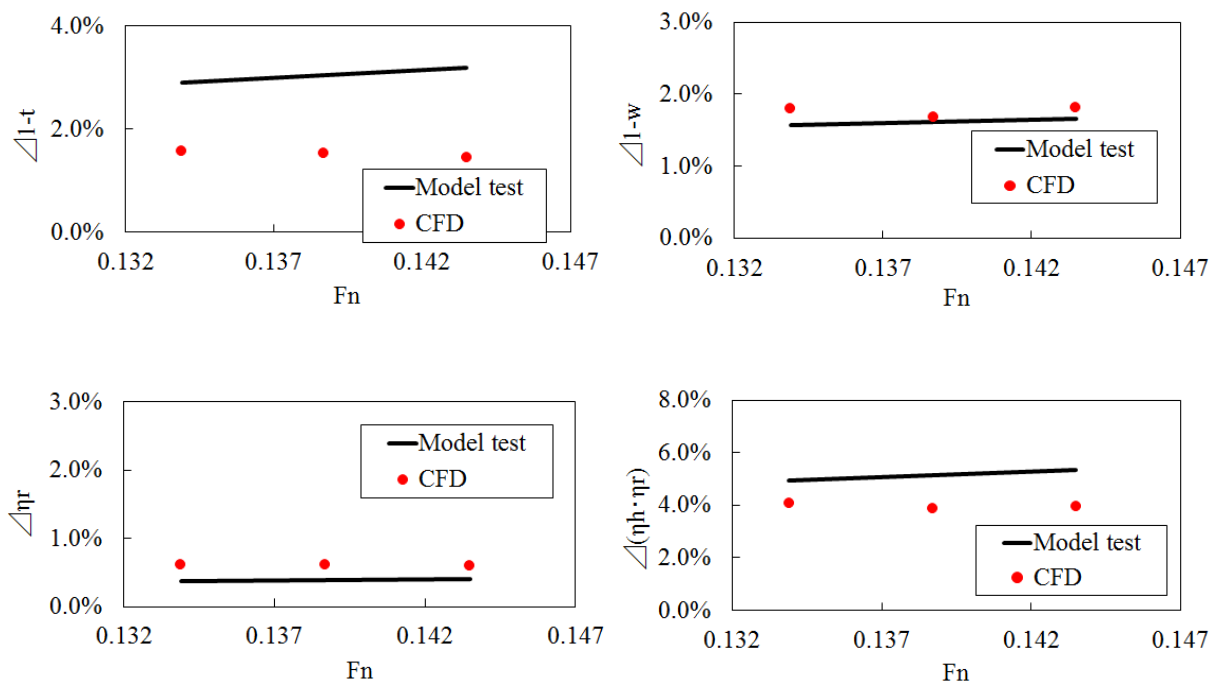 4.0%
2.0%
0.0%
⊿1-t
0.132
0.137
0.142
0.147
Fn
Model test
CFD
3.0%
2.0%
1.0%
0.0%
⊿1-w
0.132
0.137
0.142
0.147
Fn
Model test
CFD
3.0%
2.0%
1.0%
0.0%
⊿ηr
0.132
0.137
0.142
0.147
Fn
Model test
CFD
8.0%
6.0%
4.0%
2.0%
0.0%
⊿(ηh·ηr)
0.132
0.137
0.142
0.147
Fn
Model test
CFD